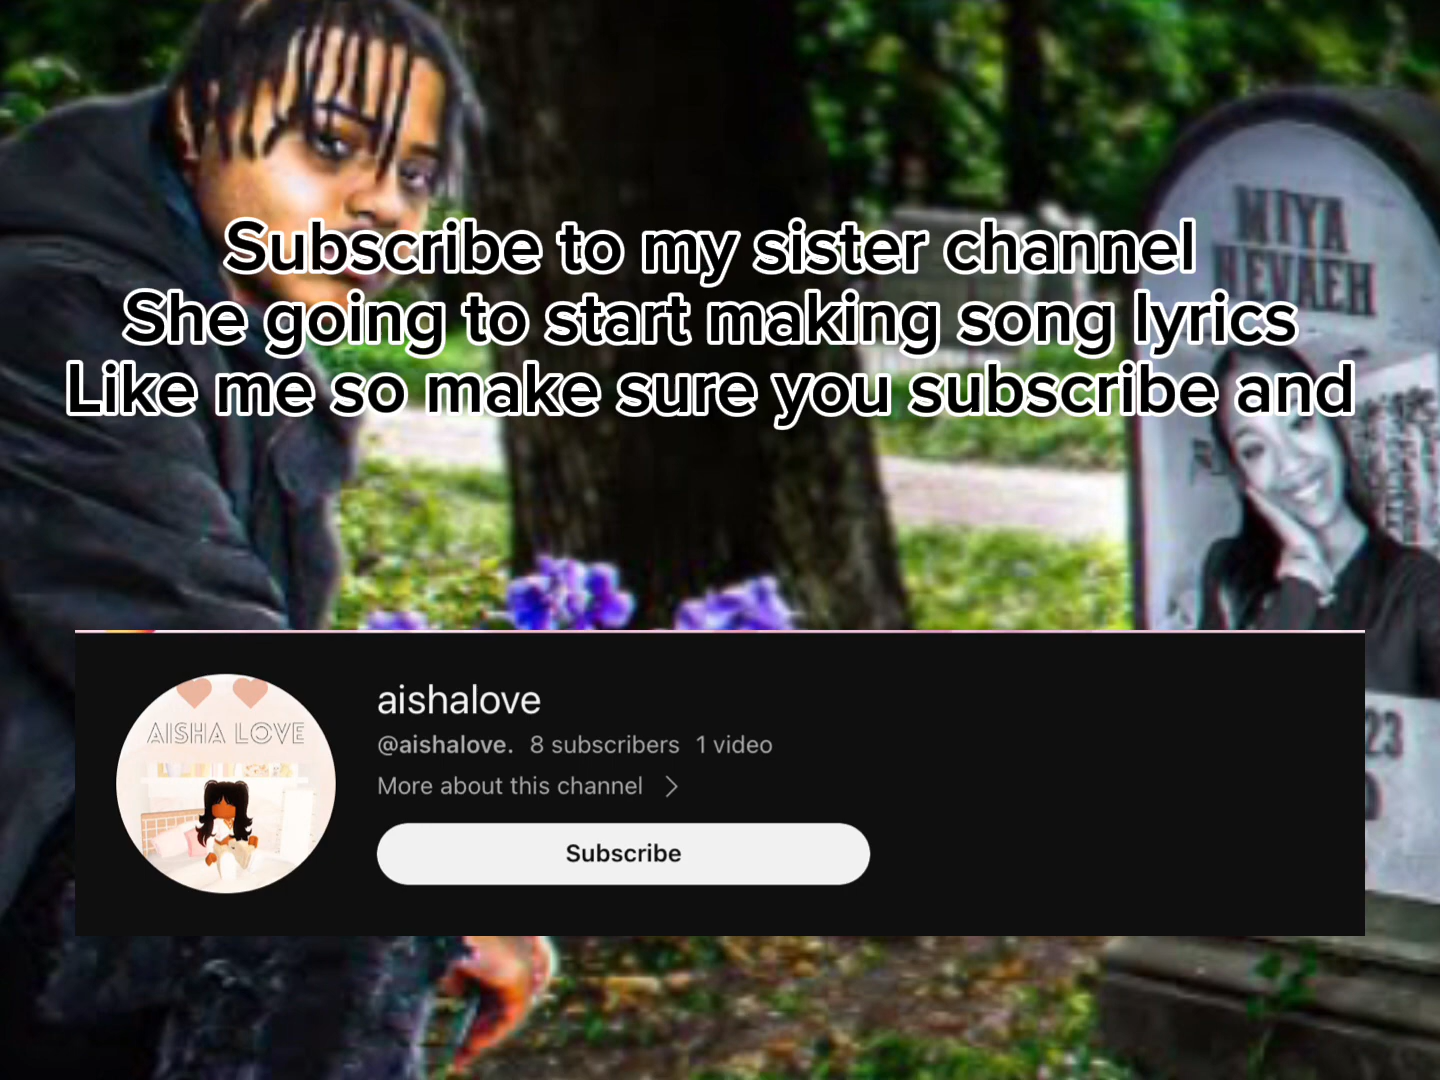 Subscribe to my sister channel
She going to start making song lyrics
Like me so make sure you subscribe and
MIYA
NEVAEH
23
AISHA LOVE
aishalove
@aishalove. 8 subscribers 1 video
More about this channel >
Subscribe